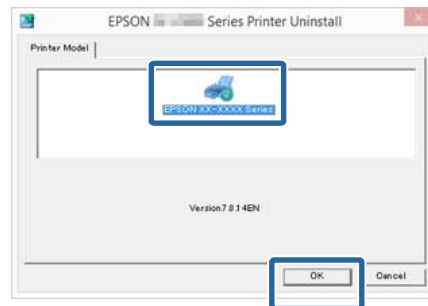 EPSON Series Printer Uninstall
Printer Model
EPSON XX-XXXX Series
Version7.8.14EN
OK
Cancel